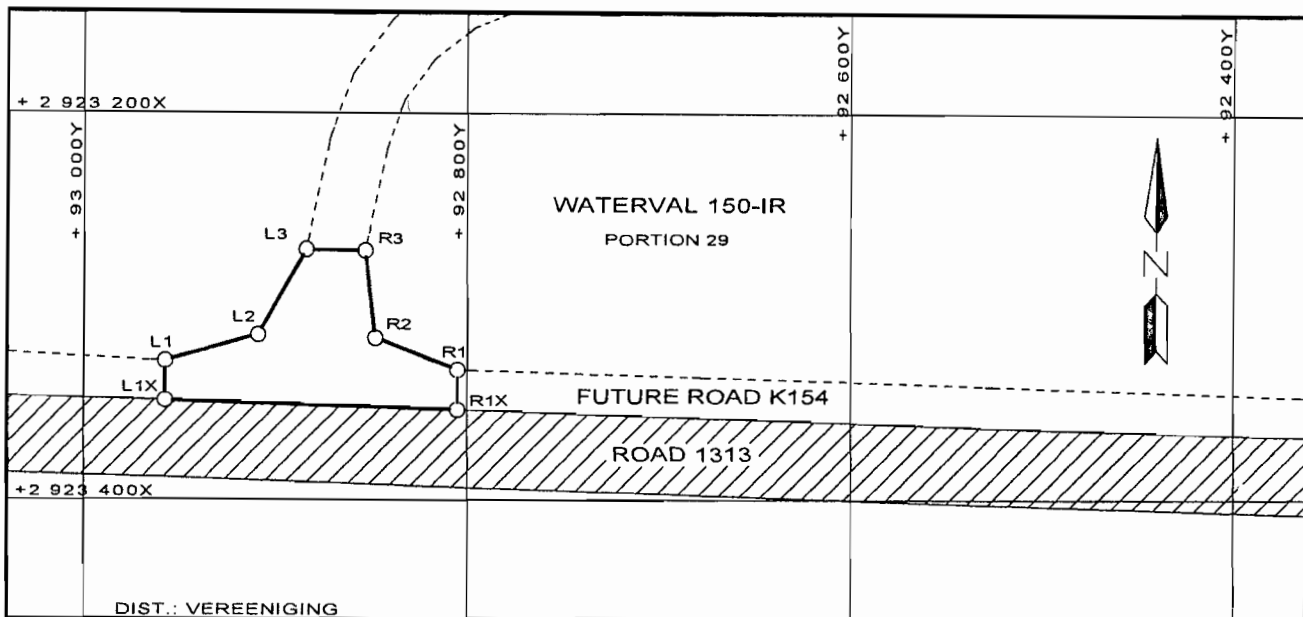 + 2 923 200X
+ 93 000Y
+ 92 800Y
+ 92 600Y
+ 92 400Y
WATERVAL 150-IR
PORTION 29
L3
R3
N
L2
R2
L1
R1
L1X
R1X
FUTURE ROAD K154
ROAD 1313
+2 923 400X
DIST.: VEREENIGING